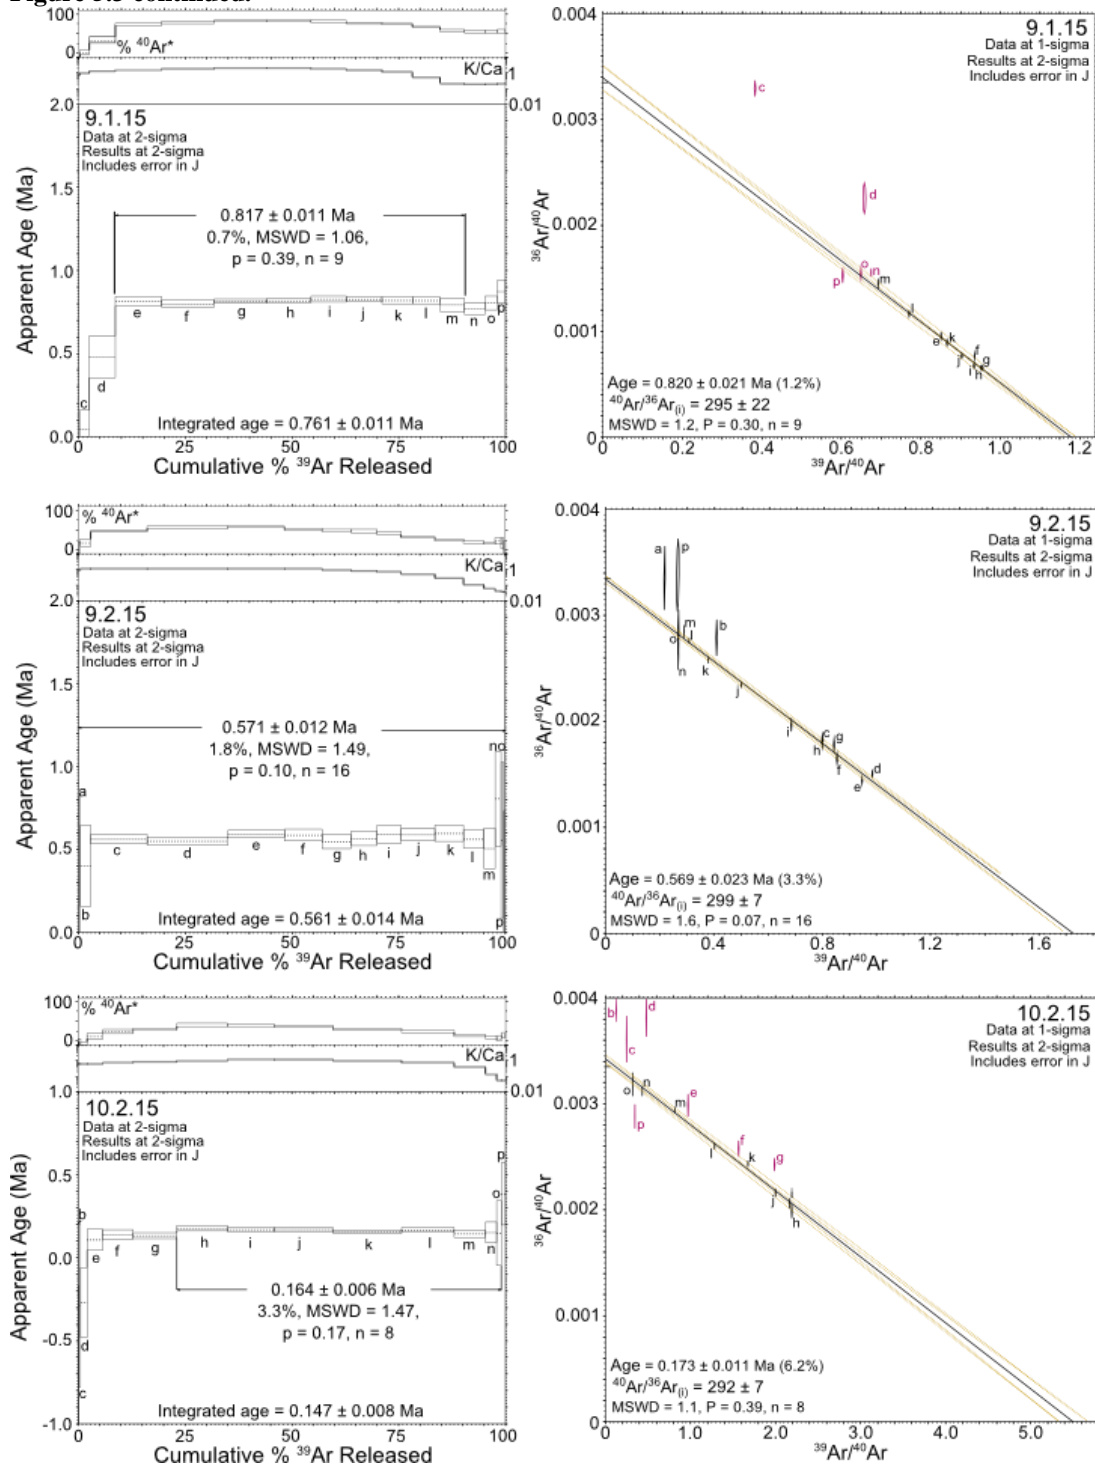 Figure 3.3 continued.
100
0
% ⁴⁰Ar*
K/Ca
1
0.01
2.0
9.1.15
Data at 2-sigma
Results at 2-sigma
Includes error in J
1.5
1.0
0.5
0.0
Apparent Age (Ma)
0.817 ± 0.011 Ma
0.7%, MSWD = 1.06,
p = 0.39, n = 9
c
d
e
f
g
h
i
j
k
l
m
n
o
p
Integrated age = 0.761 ± 0.011 Ma
0
25
50
75
100
Cumulative % ³⁹Ar Released
0.004
0.003
0.002
0.001
0
³⁶Ar/⁴⁰Ar
9.1.15
Data at 1-sigma
Results at 2-sigma
Includes error in J
c
d
o
n
p
m
l
e
k
j
f
g
i
h
Age = 0.820 ± 0.021 Ma (1.2%)
⁴⁰Ar/³⁶Ar(i) = 295 ± 22
MSWD = 1.2, P = 0.30, n = 9
0
0.2
0.4
0.6
0.8
1.0
1.2
³⁹Ar/⁴⁰Ar
100
0
% ⁴⁰Ar*
K/Ca
1
0.01
2.0
9.2.15
Data at 2-sigma
Results at 2-sigma
Includes error in J
1.5
1.0
0.5
0.0
Apparent Age (Ma)
0.571 ± 0.012 Ma
1.8%, MSWD = 1.49,
p = 0.10, n = 16
a
b
c
d
e
f
g
h
i
j
k
l
m
n
o
p
Integrated age = 0.561 ± 0.014 Ma
0
25
50
75
100
Cumulative % ³⁹Ar Released
0.004
0.003
0.002
0.001
0
³⁶Ar/⁴⁰Ar
9.2.15
Data at 1-sigma
Results at 2-sigma
Includes error in J
a
p
b
m
l
o
n
k
j
i
c
h
g
f
d
e
Age = 0.569 ± 0.023 Ma (3.3%)
⁴⁰Ar/³⁶Ar(i) = 299 ± 7
MSWD = 1.6, P = 0.07, n = 16
0
0.4
0.8
1.2
1.6
³⁹Ar/⁴⁰Ar
100
0
% ⁴⁰Ar*
K/Ca
1
0.01
1.0
10.2.15
Data at 2-sigma
Results at 2-sigma
Includes error in J
0.5
0.0
-0.5
-1.0
Apparent Age (Ma)
b
c
d
e
f
g
h
i
j
k
l
m
n
o
p
0.164 ± 0.006 Ma
3.3%, MSWD = 1.47,
p = 0.17, n = 8
Integrated age = 0.147 ± 0.008 Ma
0
25
50
75
100
Cumulative % ³⁹Ar Released
0.004
0.003
0.002
0.001
0
³⁶Ar/⁴⁰Ar
10.2.15
Data at 1-sigma
Results at 2-sigma
Includes error in J
b
d
c
n
o
p
m
e
l
f
k
g
j
i
h
Age = 0.173 ± 0.011 Ma (6.2%)
⁴⁰Ar/³⁶Ar(i) = 292 ± 7
MSWD = 1.1, P = 0.39, n = 8
0
1.0
2.0
3.0
4.0
5.0
³⁹Ar/⁴⁰Ar